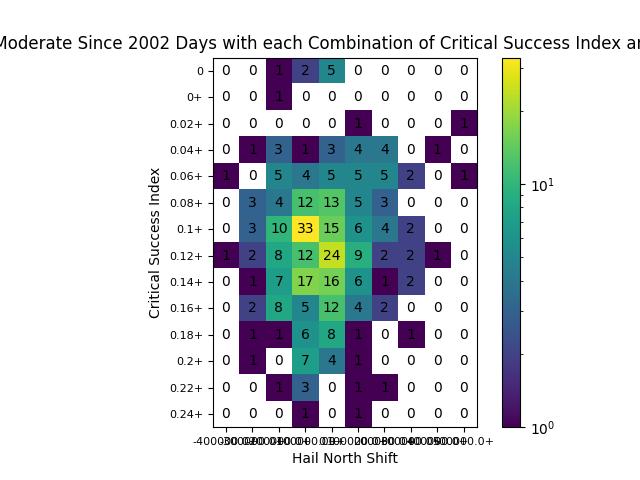 Moderate Since 2002 Days with each Combination of Critical Success Index a
0 0 0 1 2 5 0 0 0 0 0
0+ 0 0 1 0 0 0 0 0 0 0
0.02+ 0 0 0 0 0 1 0 0 0 1
0.04+ 0 1 3 1 3 4 4 0 1 0
0.06+ 1 0 5 4 5 5 5 2 0 1
0.08+ 0 3 4 12 13 5 3 0 0 0
0.1+ 0 3 10 33 15 6 4 2 0 0
0.12+ 1 2 8 12 24 9 2 2 1 0
0.14+ 0 1 7 17 16 6 1 2 0 0
0.16+ 0 2 8 5 12 4 2 0 0 0
0.18+ 0 1 1 6 8 1 0 1 0 0
0.2+ 0 1 0 7 4 1 0 0 0 0
0.22+ 0 0 1 3 0 1 1 0 0 0
0.24+ 0 0 0 1 0 1 0 0 0 0
Critical Success Index
Hail North Shift
10¹
10⁰